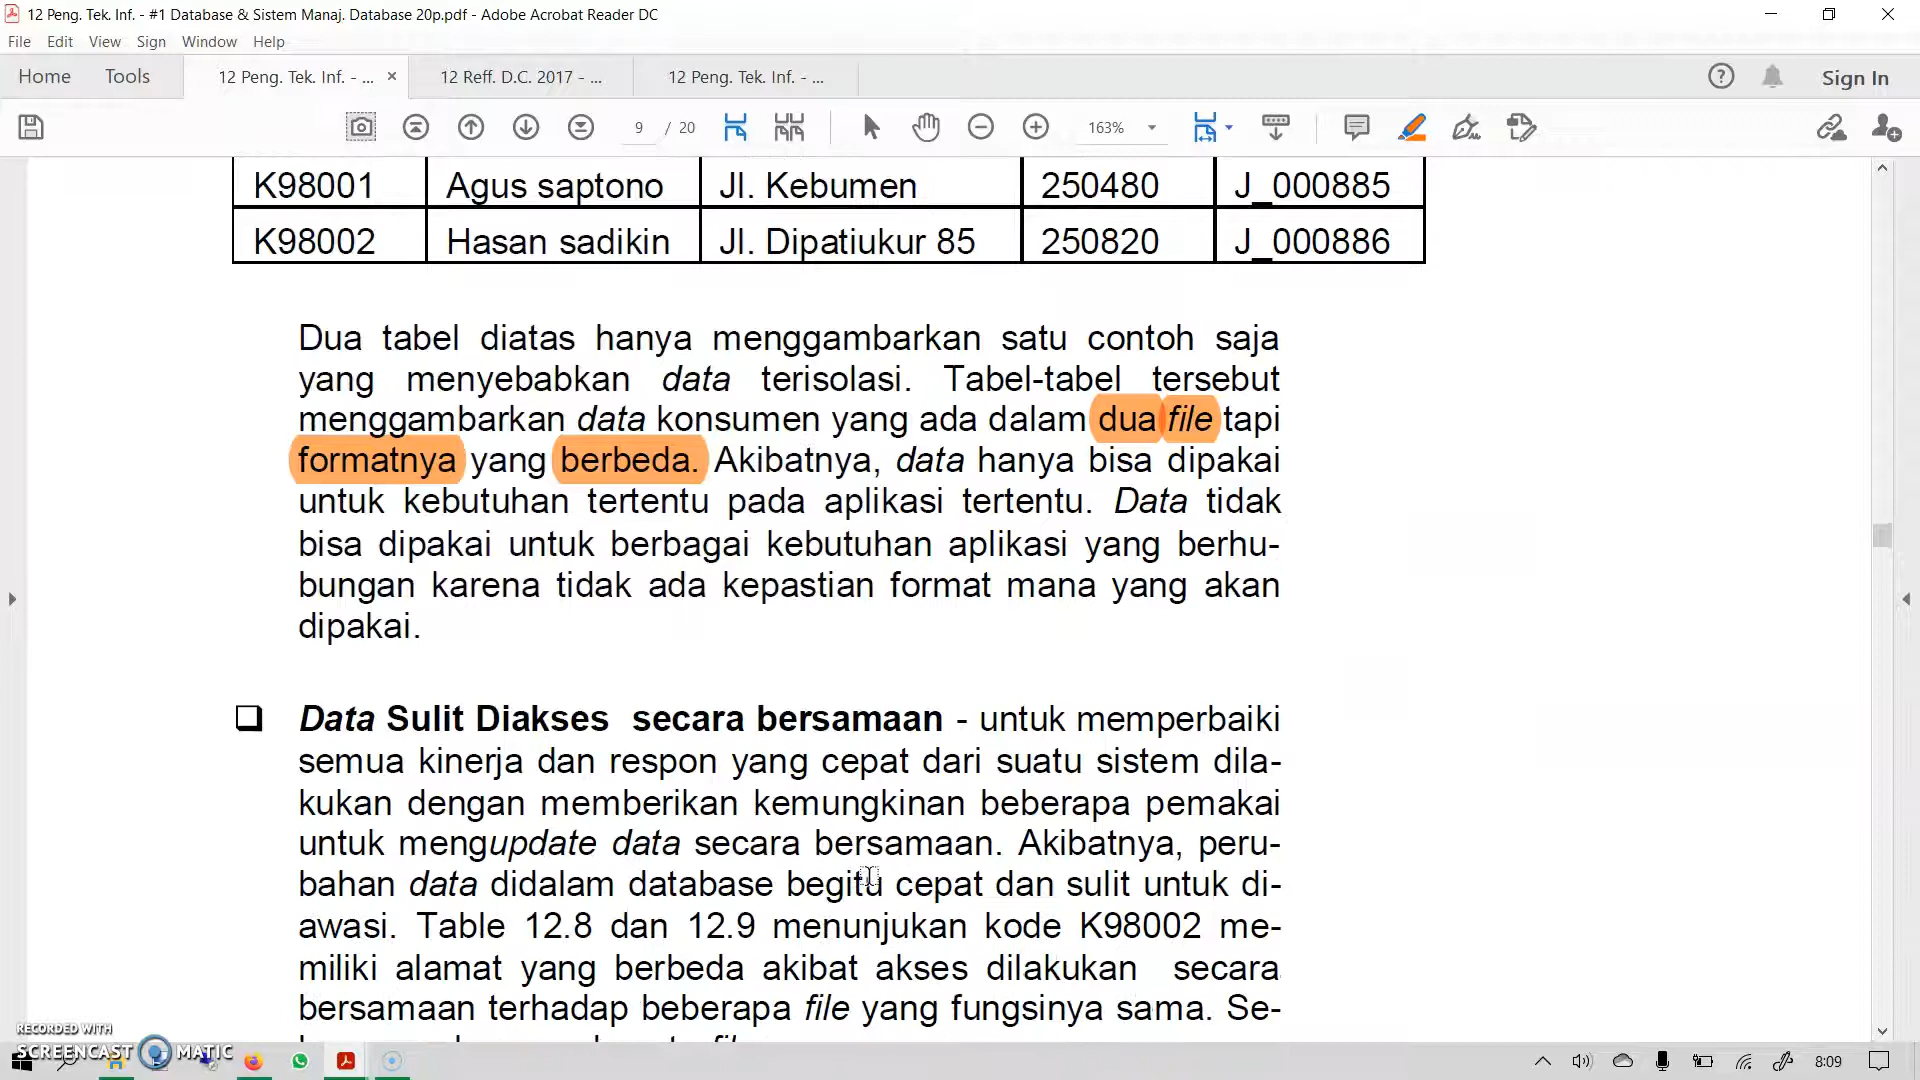 12 Peng. Tek. Inf. - #1 Database & Sistem Manaj. Database 20p.pdf - Adobe Acrobat Reader DC
File Edit View Sign Window Help
Home Tools 12 Peng. Tek. Inf. - ... 12 Reff. D.C. 2017 - ... 12 Peng. Tek. Inf. - ... Sign In
9 / 20 163%
K98001 Agus saptono Jl. Kebumen 250480 J_000885
K98002 Hasan sadikin Jl. Dipatiukur 85 250820 J_000886
Dua tabel diatas hanya menggambarkan satu contoh saja
yang menyebabkan data terisolasi. Tabel-tabel tersebut
menggambarkan data konsumen yang ada dalam dua file tapi
formatnya yang berbeda. Akibatnya, data hanya bisa dipakai
untuk kebutuhan tertentu pada aplikasi tertentu. Data tidak
bisa dipakai untuk berbagai kebutuhan aplikasi yang berhu-
bungan karena tidak ada kepastian format mana yang akan
dipakai.
Data Sulit Diakses secara bersamaan - untuk memperbaiki
semua kinerja dan respon yang cepat dari suatu sistem dila-
kukan dengan memberikan kemungkinan beberapa pemakai
untuk mengupdate data secara bersamaan. Akibatnya, peru-
bahan data didalam database begitu cepat dan sulit untuk di-
awasi. Table 12.8 dan 12.9 menunjukan kode K98002 me-
miliki alamat yang berbeda akibat akses dilakukan secara
bersamaan terhadap beberapa file yang fungsinya sama. Se-
RECORDED WITH
SCREENCAST MATIC
8:09